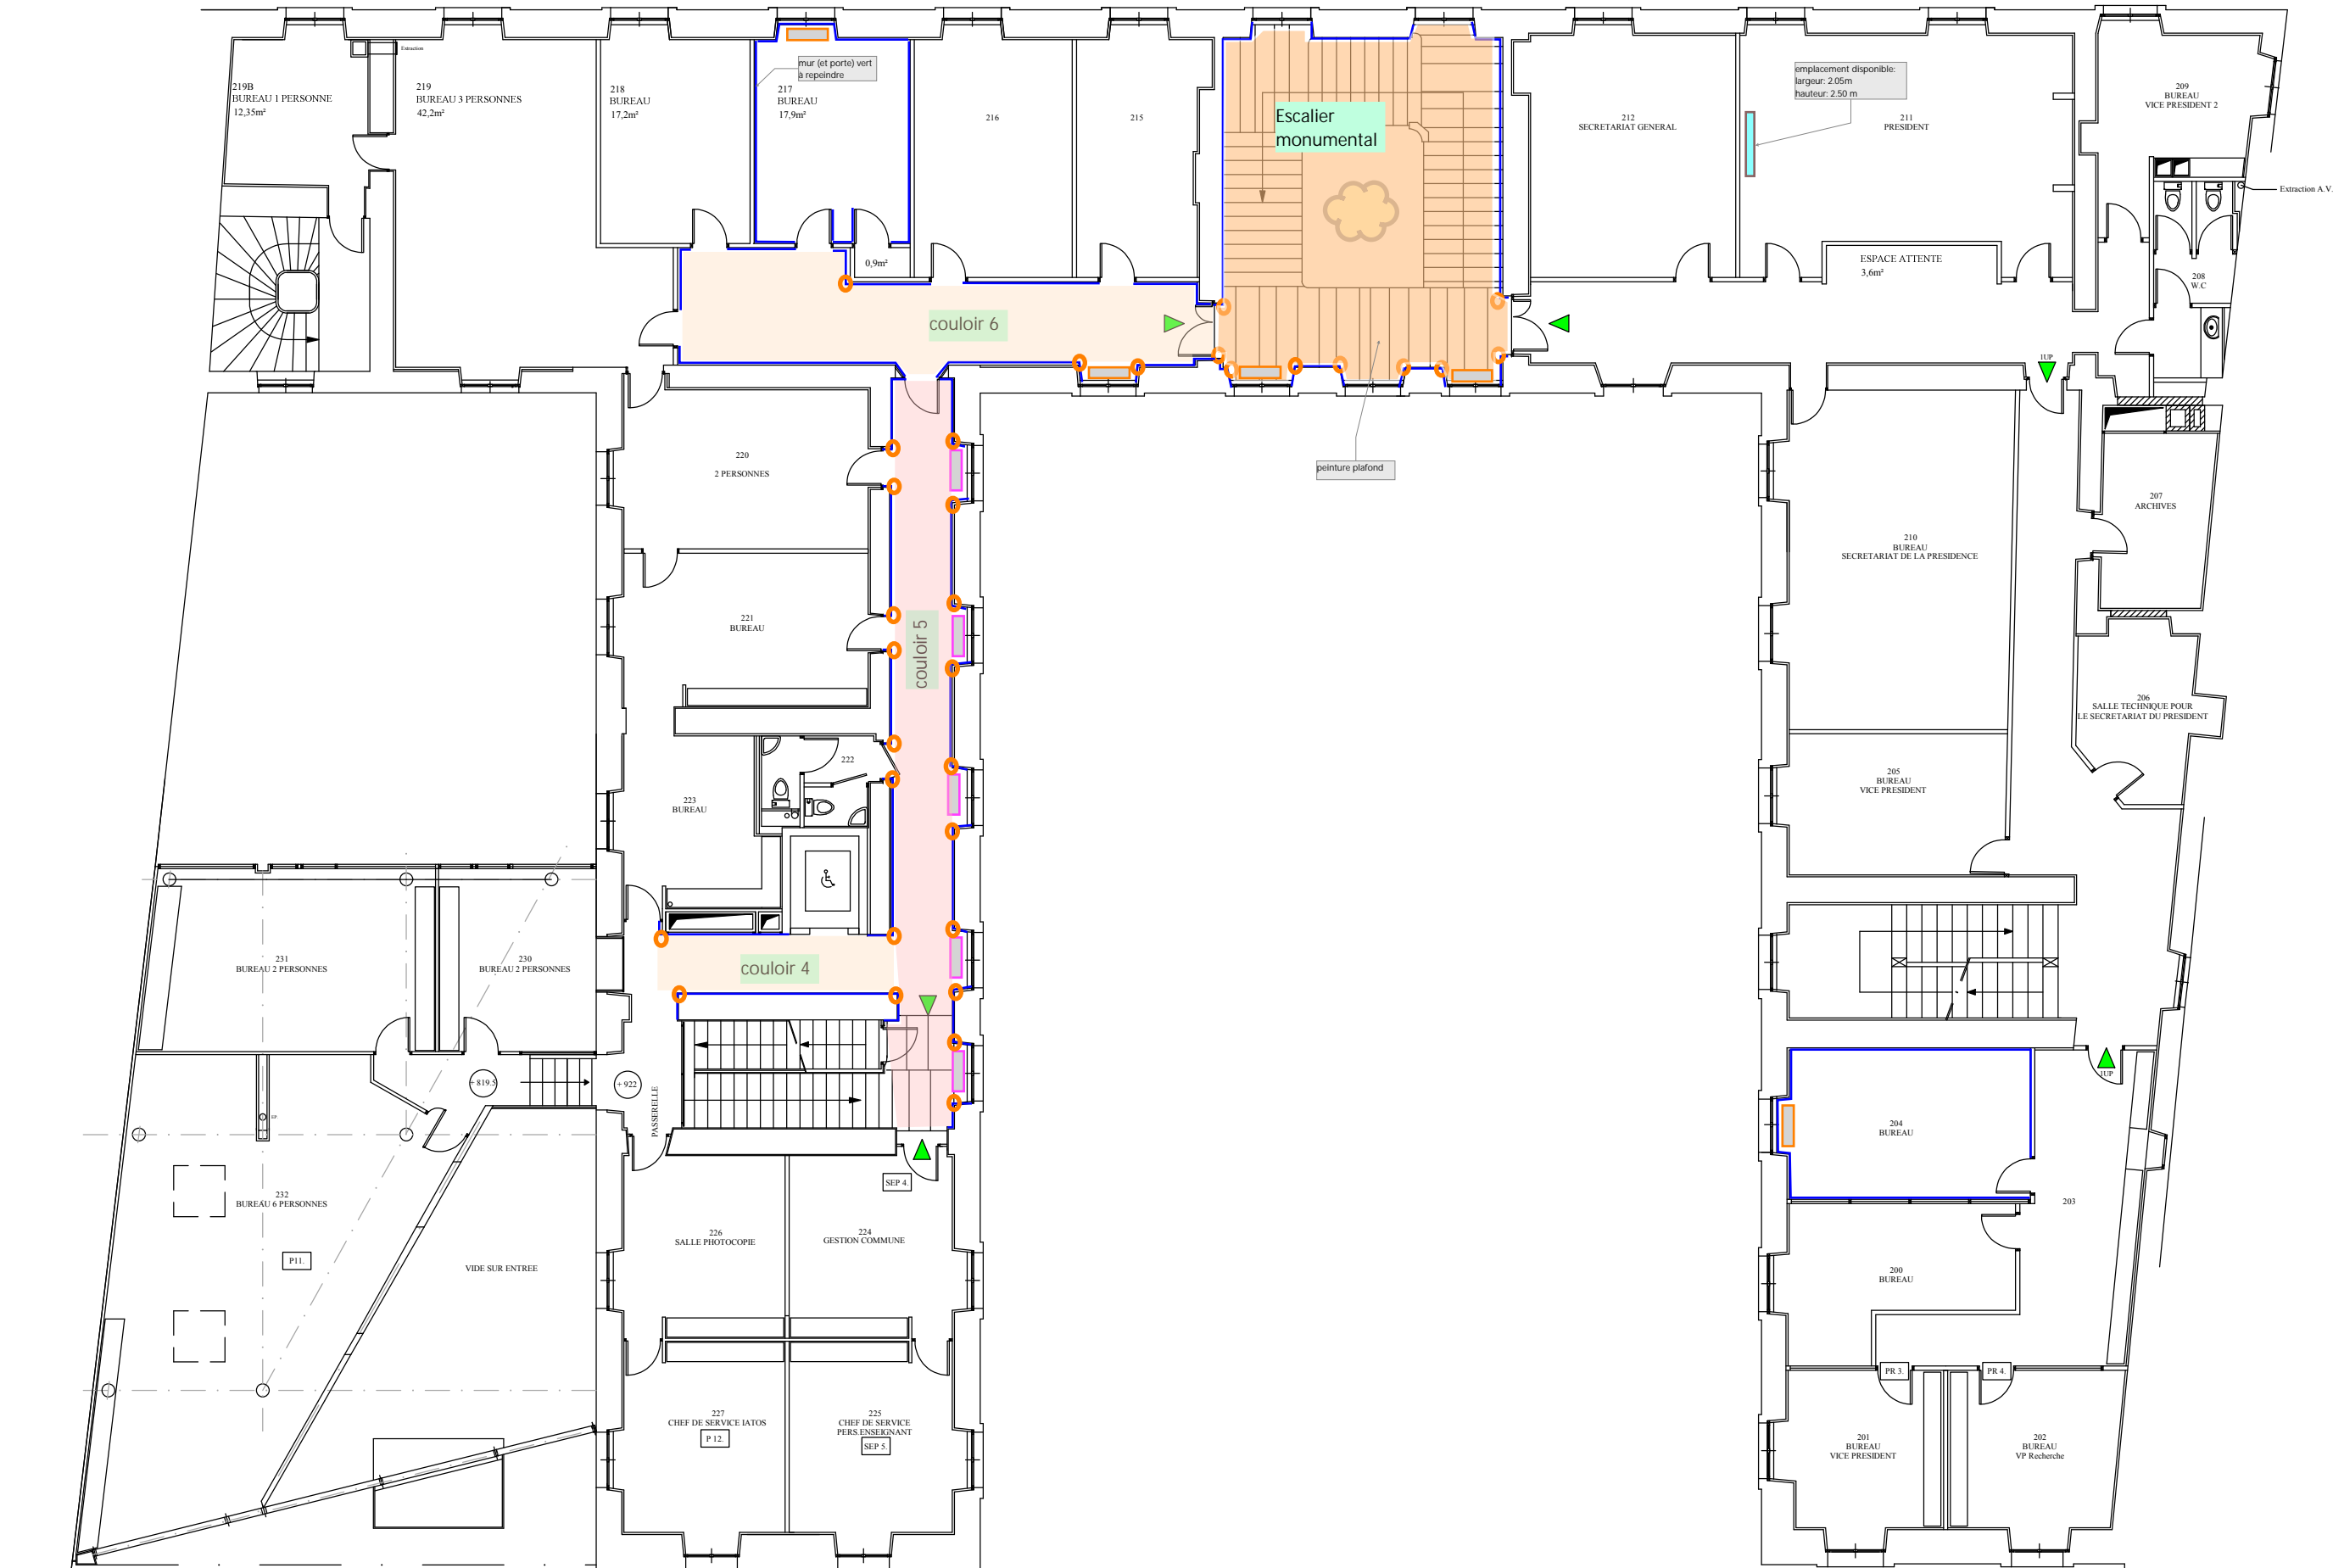 Extraction
219B
BUREAU 1 PERSONNE
12,35m²
219
BUREAU 3 PERSONNES
42,2m²
218
BUREAU
17,2m²
mur (et porte) vert
à repeindre
217
BUREAU
17,9m²
216
215
Escalier
monumental
212
SECRETARIAT GENERAL
emplacement disponible:
largeur: 2.05m
hauteur: 2.50 m
211
PRESIDENT
209
BUREAU
VICE PRESIDENT 2
Extraction A.V.
0,9m²
ESPACE ATTENTE
3,6m²
208
W.C
couloir 6
1UP
peinture plafond
220
2 PERSONNES
207
ARCHIVES
210
BUREAU
SECRETARIAT DE LA PRESIDENCE
221
BUREAU
couloir 5
206
SALLE TECHNIQUE POUR
LE SECRETARIAT DU PRESIDENT
222
223
BUREAU
205
BUREAU
VICE PRESIDENT
231
BUREAU 2 PERSONNES
230
BUREAU 2 PERSONNES
couloir 4
+ 819.5
+ 922
PASSERELLE
1UP
204
BUREAU
SEP 4.
232
BUREAU 6 PERSONNES
203
226
SALLE PHOTOCOPIE
224
GESTION COMMUNE
P11.
VIDE SUR ENTREE
200
BUREAU
PR 3.
PR 4.
227
CHEF DE SERVICE IATOS
P 12.
225
CHEF DE SERVICE
PERS.ENSEIGNANT
SEP 5.
201
BUREAU
VICE PRESIDENT
202
BUREAU
VP Recherche